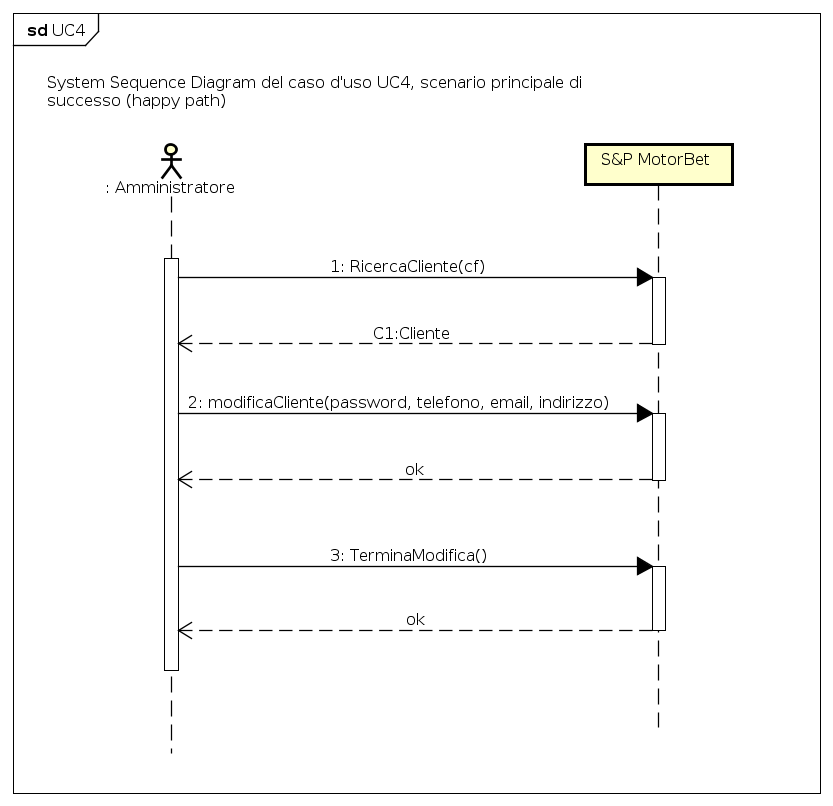 sd UC4
System Sequence Diagram del caso d'uso UC4, scenario principale di
successo (happy path)
S&P MotorBet
: Amministratore
1: RicercaCliente(cf)
C1:Cliente
2: modificaCliente(password, telefono, email, indirizzo)
ok
3: TerminaModifica()
ok